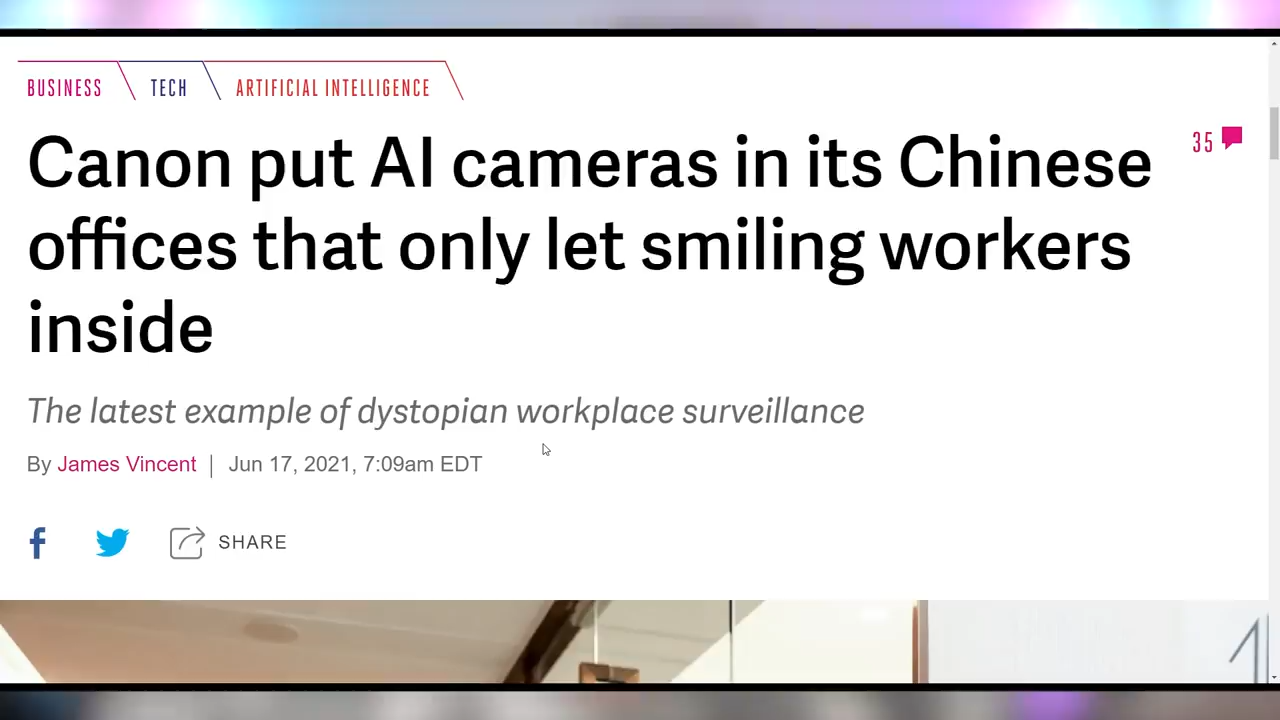 BUSINESS TECH ARTIFICIAL INTELLIGENCE
Canon put AI cameras in its Chinese
offices that only let smiling workers
inside
35
The latest example of dystopian workplace surveillance
By James Vincent | Jun 17, 2021, 7:09am EDT
SHARE